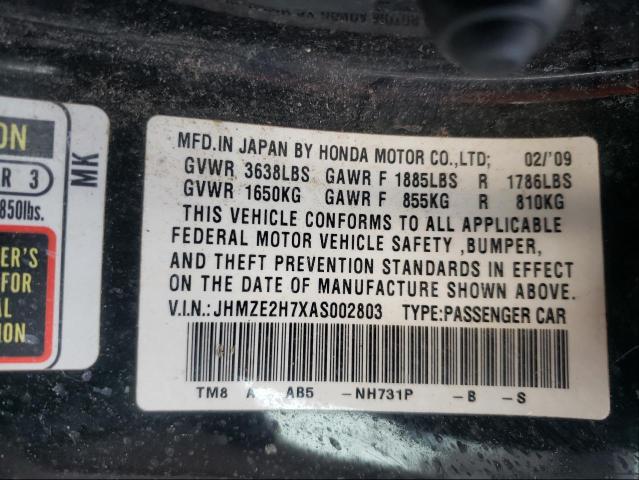 ON
R 3
850lbs.
ER'S
FOR
AL
ION
MK
MFD.IN JAPAN BY HONDA MOTOR CO.,LTD; 02/'09
GVWR 3638LBS GAWR F 1885LBS R 1786LBS
GVWR 1650KG GAWR F 855KG R 810KG
THIS VEHICLE CONFORMS TO ALL APPLICABLE
FEDERAL MOTOR VEHICLE SAFETY ,BUMPER,
AND THEFT PREVENTION STANDARDS IN EFFECT
ON THE DATE OF MANUFACTURE SHOWN ABOVE.
V.I.N.:JHMZE2H7XAS002803 TYPE:PASSENGER CAR
TM8 A AB5 -NH731P -B -S